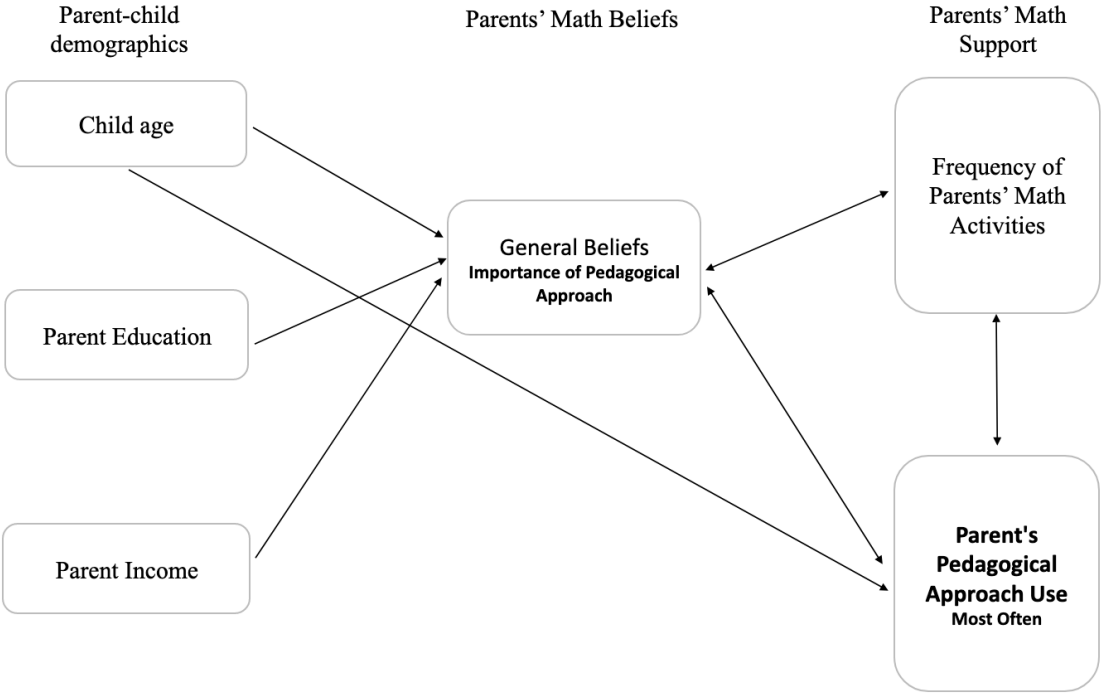 Parent-child
demographics
Parents’ Math Beliefs
Parents’ Math
Support
Child age
Parent Education
Parent Income
General Beliefs
Importance of Pedagogical
Approach
Frequency of
Parents’ Math
Activities
Parent's
Pedagogical
Approach Use
Most Often